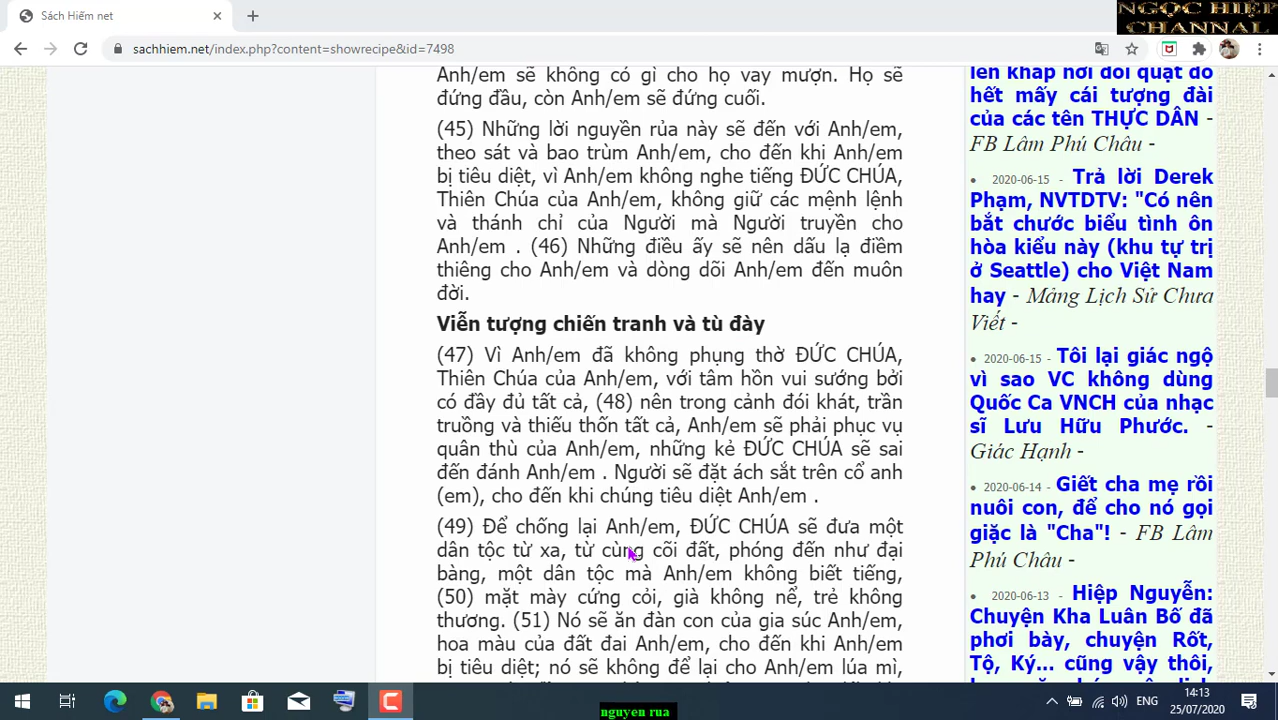 Sách Hiếm net
NGỌC HIỆP
CHANNAL
sachhiem.net/index.php?content=showrecipe&id=7498
Anh/em sẽ không có gì cho họ vay mượn. Họ sẽ
đứng đầu, còn Anh/em sẽ đứng cuối.
(45) Những lời nguyền rủa này sẽ đến với Anh/em,
theo sát và bao trùm Anh/em, cho đến khi Anh/em
bị tiêu diệt, vì Anh/em không nghe tiếng ĐỨC CHÚA,
Thiên Chúa của Anh/em, không giữ các mệnh lệnh
và thánh chỉ của Người mà Người truyền cho
Anh/em . (46) Những điều ấy sẽ nên dấu lạ điềm
thiêng cho Anh/em và dòng dõi Anh/em đến muôn
đời.
Viễn tượng chiến tranh và tù đày
(47) Vì Anh/em đã không phụng thờ ĐỨC CHÚA,
Thiên Chúa của Anh/em, với tâm hồn vui sướng bởi
có đầy đủ tất cả, (48) nên trong cảnh đói khát, trần
truồng và thiếu thốn tất cả, Anh/em sẽ phải phục vụ
quân thù của Anh/em, những kẻ ĐỨC CHÚA sẽ sai
đến đánh Anh/em . Người sẽ đặt ách sắt trên cổ anh
(em), cho đến khi chúng tiêu diệt Anh/em .
(49) Để chống lại Anh/em, ĐỨC CHÚA sẽ đưa một
dân tộc từ xa, từ cùng cõi đất, phóng đến như đại
bàng, một dân tộc mà Anh/em không biết tiếng,
(50) mặt mày cứng cỏi, già không nể, trẻ không
thương. (51) Nó sẽ ăn đàn con của gia súc Anh/em,
hoa màu của đất đai Anh/em, cho đến khi Anh/em
bị tiêu diệt; nó sẽ không để lại cho Anh/em lúa mì,
lên khắp nơi đòi quật đổ
hết mấy cái tượng đài
của các tên THỰC DÂN -
FB Lâm Phú Châu -
2020-06-15 - Trả lời Derek
Phạm, NVTDTV: "Có nên
bắt chước biểu tình ôn
hòa kiểu này (khu tự trị
ở Seattle) cho Việt Nam
hay - Mảng Lịch Sử Chưa
Viết -
2020-06-15 - Tôi lại giác ngộ
vì sao VC không dùng
Quốc Ca VNCH của nhạc
sĩ Lưu Hữu Phước. -
Giác Hạnh -
2020-06-14 - Giết cha mẹ rồi
nuôi con, để cho nó gọi
giặc là "Cha"! - FB Lâm
Phú Châu -
2020-06-13 - Hiệp Nguyễn:
Chuyện Kha Luân Bố đã
phơi bày, chuyện Rốt,
Tộ, Ký... cũng vậy thôi,
nguyen rua
ENG
14:13
25/07/2020